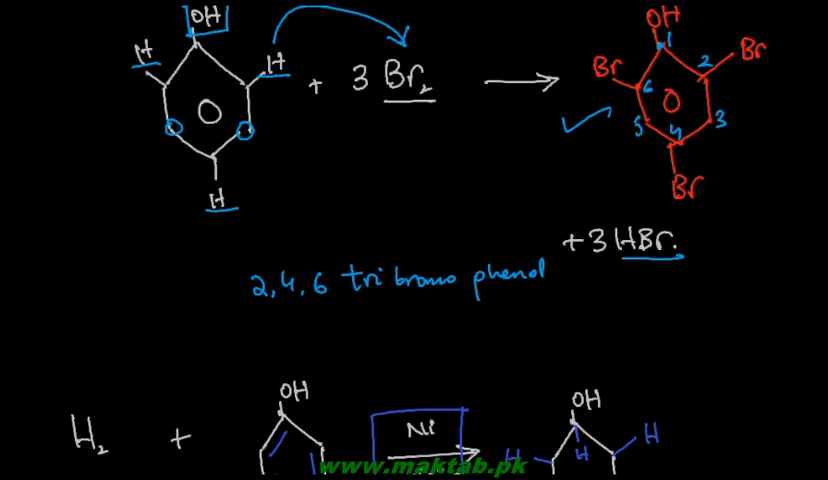 OH
H H + 3 Br₂ → Br 1 2 Br
OH
6 5 4 3
H Br
+ 3 HBr.
2,4,6 tri bromo phenol
H₂ + OH Ni → OH
H H H
www.maktab.pk